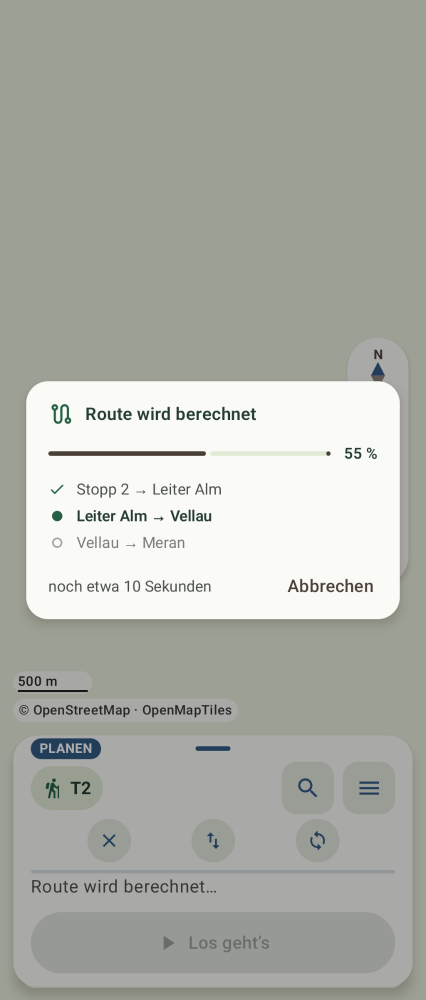 N
Route wird berechnet
55 %
Stopp 2 → Leiter Alm
Leiter Alm → Vellau
Vellau → Meran
noch etwa 10 Sekunden
Abbrechen
500 m
© OpenStreetMap · OpenMapTiles
PLANEN
T2
Route wird berechnet…
Los geht's